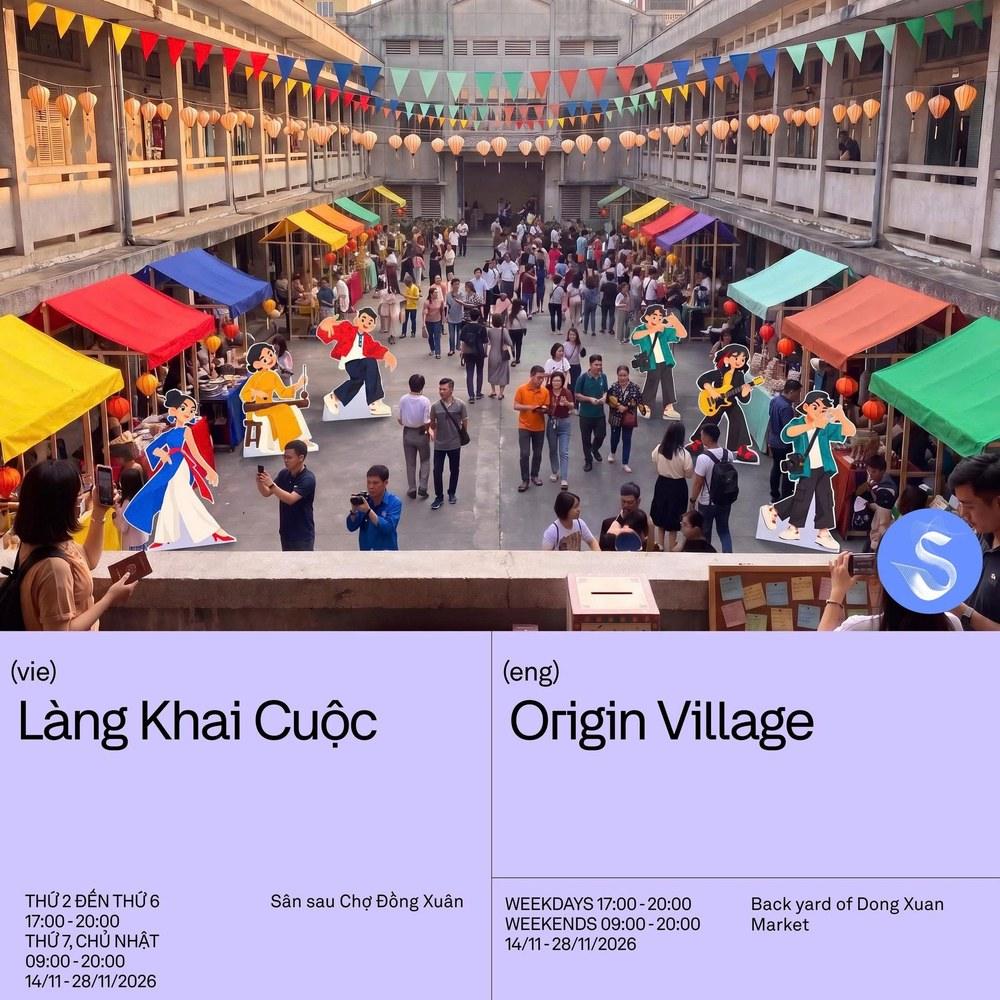 (vie)
Làng Khai Cuộc
THỨ 2 ĐẾN THỨ 6
17:00 - 20:00
THỨ 7, CHỦ NHẬT
09:00 - 20:00
14/11 - 28/11/2026
Sân sau Chợ Đồng Xuân
(eng)
Origin Village
WEEKDAYS 17:00 - 20:00
WEEKENDS 09:00 - 20:00
14/11 - 28/11/2026
Back yard of Dong Xuan
Market
S